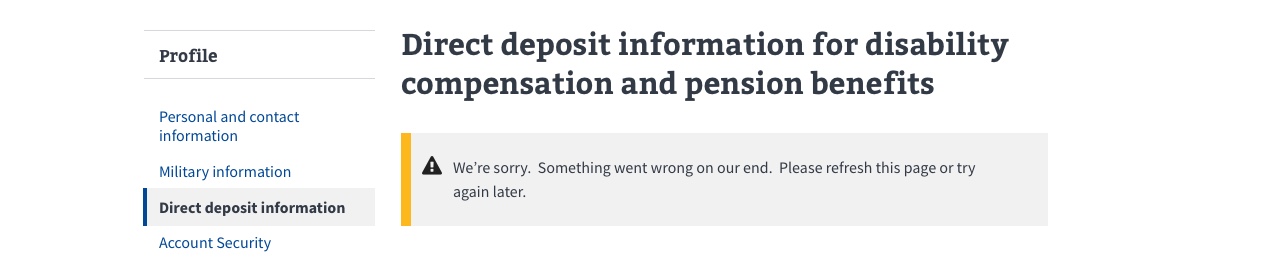 Profile
Personal and contact
information
Military information
Direct deposit information
Account Security
Direct deposit information for disability
compensation and pension benefits
We’re sorry.  Something went wrong on our end.  Please refresh this page or try
again later.